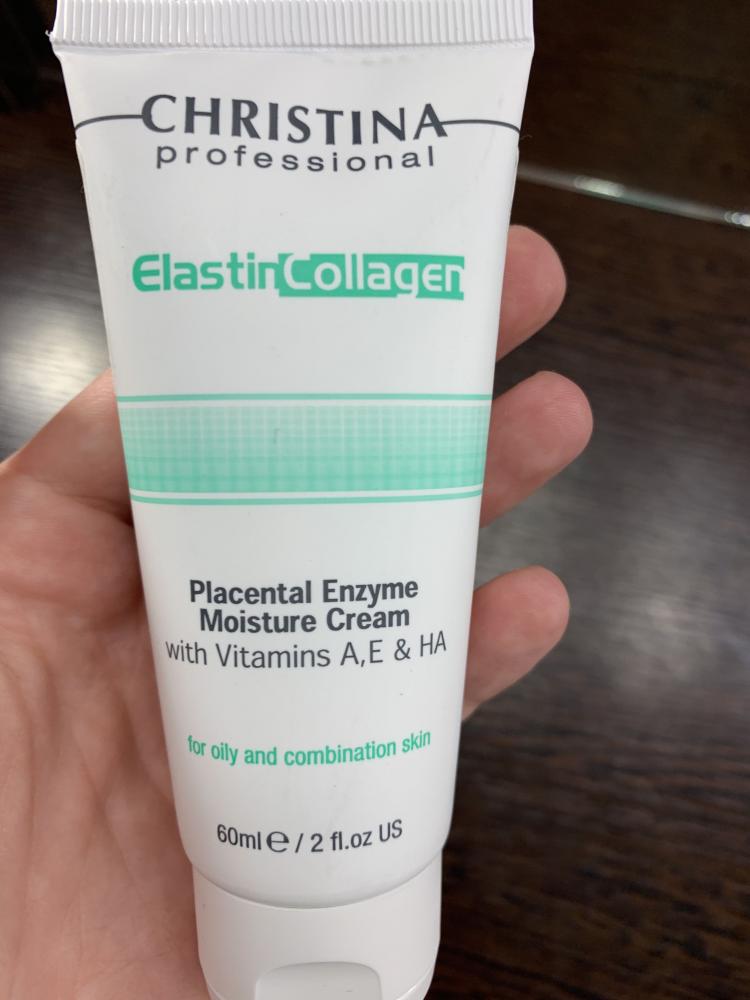 CHRISTINA
professional
ElastinCollagen
Placental Enzyme
Moisture Cream
with Vitamins A,E & HA
for oily and combination skin
60ml ℮ / 2 fl.oz US